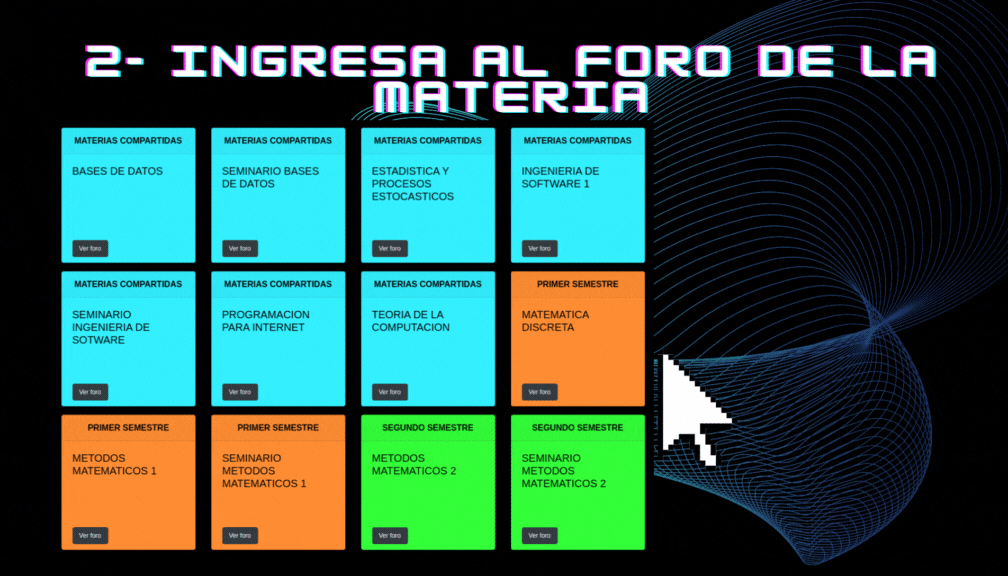 2- INGRESA AL FORO DE LA
MATERIA
MATERIAS COMPARTIDAS
BASES DE DATOS
Ver foro
MATERIAS COMPARTIDAS
SEMINARIO BASES
DE DATOS
Ver foro
MATERIAS COMPARTIDAS
ESTADISTICA Y
PROCESOS
ESTOCASTICOS
Ver foro
MATERIAS COMPARTIDAS
INGENIERIA DE
SOFTWARE 1
Ver foro
MATERIAS COMPARTIDAS
SEMINARIO
INGENIERIA DE
SOTWARE
Ver foro
MATERIAS COMPARTIDAS
PROGRAMACION
PARA INTERNET
Ver foro
MATERIAS COMPARTIDAS
TEORIA DE LA
COMPUTACION
Ver foro
PRIMER SEMESTRE
MATEMATICA
DISCRETA
Ver foro
PRIMER SEMESTRE
METODOS
MATEMATICOS 1
Ver foro
PRIMER SEMESTRE
SEMINARIO
METODOS
MATEMATICOS 1
Ver foro
SEGUNDO SEMESTRE
METODOS
MATEMATICOS 2
Ver foro
SEGUNDO SEMESTRE
SEMINARIO
METODOS
MATEMATICOS 2
Ver foro